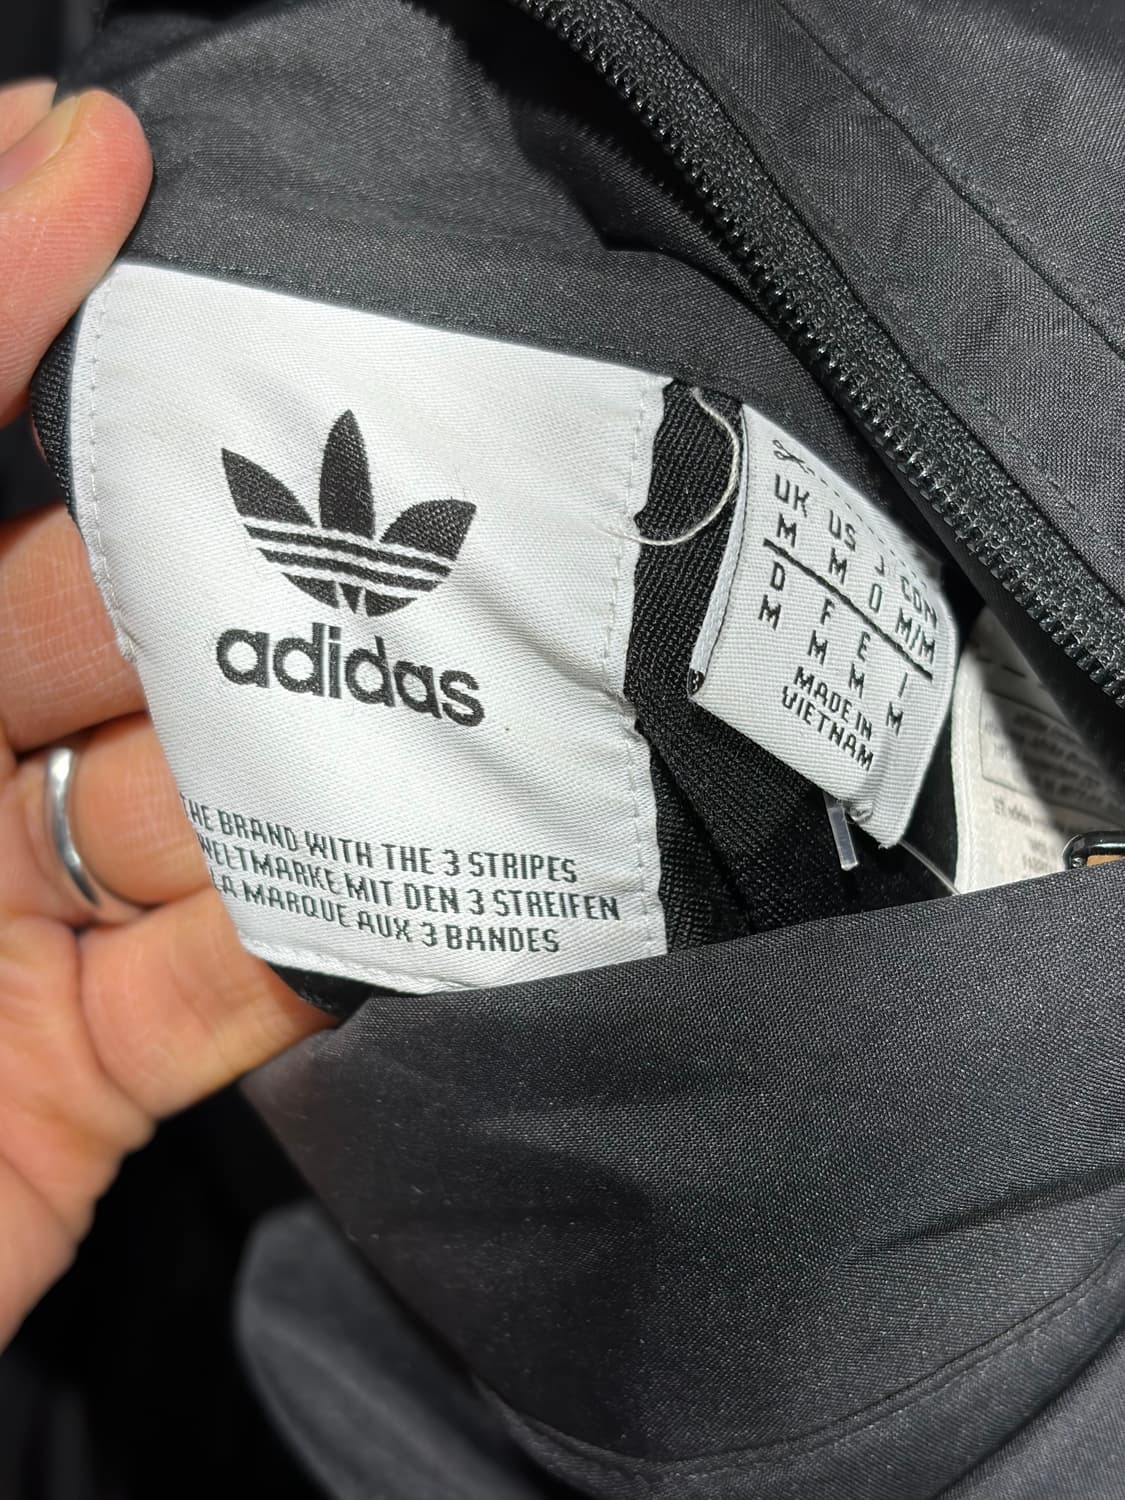 adidas
THE BRAND WITH THE 3 STRIPES
WELTMARKE MIT DEN 3 STREIFEN
LA MARQUE AUX 3 BANDES
UK US J CDN
M M O M/M
D F E I
M M M M
MADE IN
VIETNAM